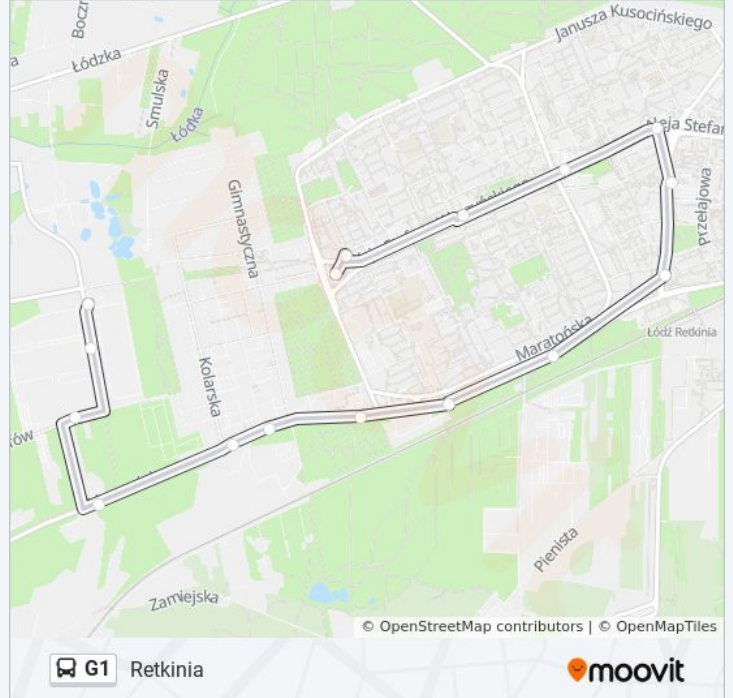 Boczn
Janusza Kusocińskiego
Łódzka
a
Smulska
Łódka
Aleja Stefan
Gimnastyczna
Przełajowa
Maratońska
Łódź Retkinia
Kolarska
rów
Pienista
Zamiejska
© OpenStreetMap contributors | © OpenMapTiles
G1 Retkinia
moovit